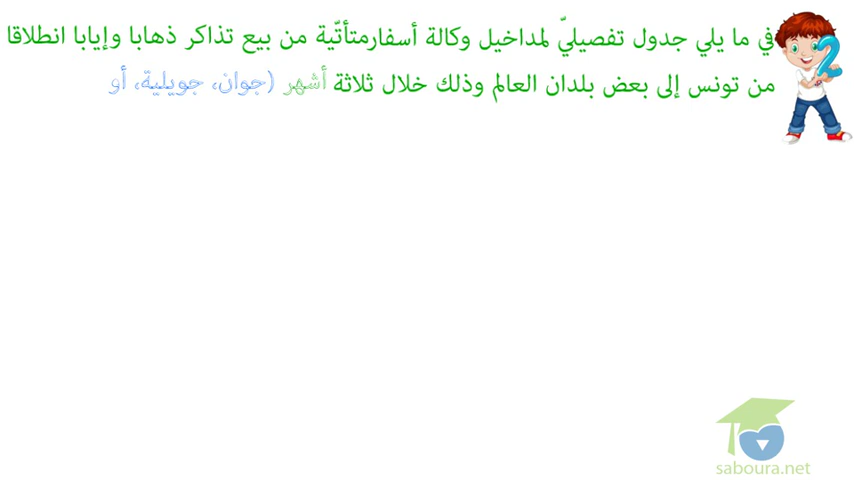 في ما يلي جدول تفصيليّ لمداخيل وكالة أسفارمتأتّية من بيع تذاكر ذهابا وإيابا انطلاقا
من تونس إلى بعض بلدان العالم وذلك خلال ثلاثة أشهر (جوان، جويلية، أو
2
saboura.net